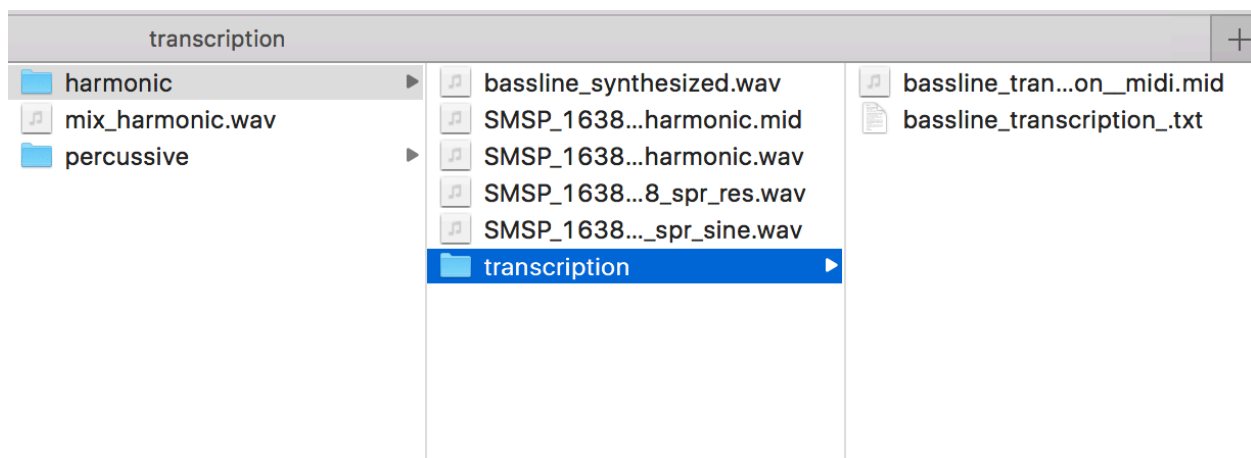 transcription
+
harmonic
mix_harmonic.wav
percussive
bassline_synthesized.wav
SMSP_1638...harmonic.mid
SMSP_1638...harmonic.wav
SMSP_1638...8_spr_res.wav
SMSP_1638..._spr_sine.wav
transcription
bassline_tran...on__midi.mid
bassline_transcription_.txt